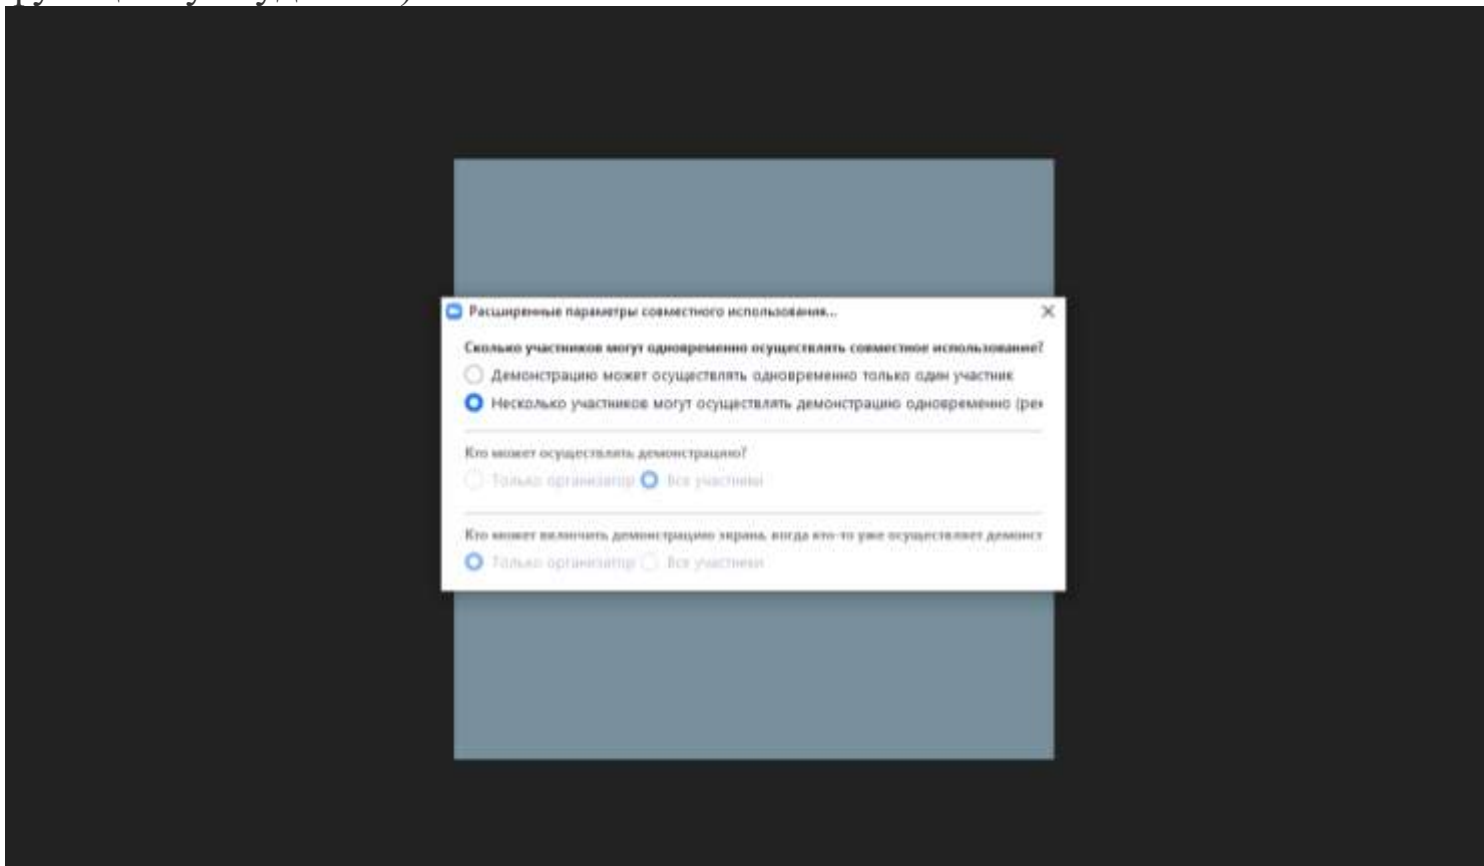 Расширенные параметры совместного использования...
Сколько участников могут одновременно осуществлять совместное использование?
Демонстрацию может осуществлять одновременно только один участник
Несколько участников могут осуществлять демонстрацию одновременно (рек
Кто может осуществлять демонстрацию?
Только организатор Все участники
Кто может включить демонстрацию экрана, когда кто-то уже осуществляет демонст
Только организатор Все участники